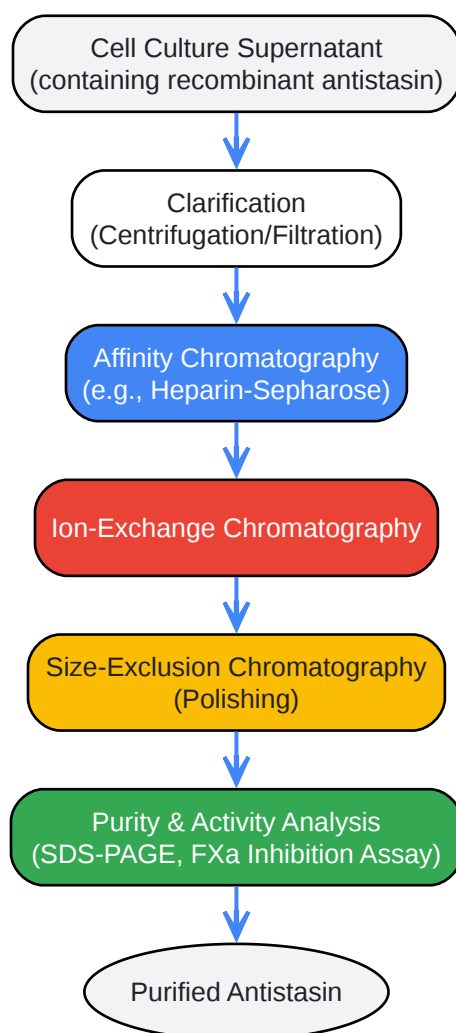 Cell Culture Supernatant
(containing recombinant antistasin)
Clarification
(Centrifugation/Filtration)
Affinity Chromatography
(e.g., Heparin-Sepharose)
Ion-Exchange Chromatography
Size-Exclusion Chromatography
(Polishing)
Purity & Activity Analysis
(SDS-PAGE, FXa Inhibition Assay)
Purified Antistasin